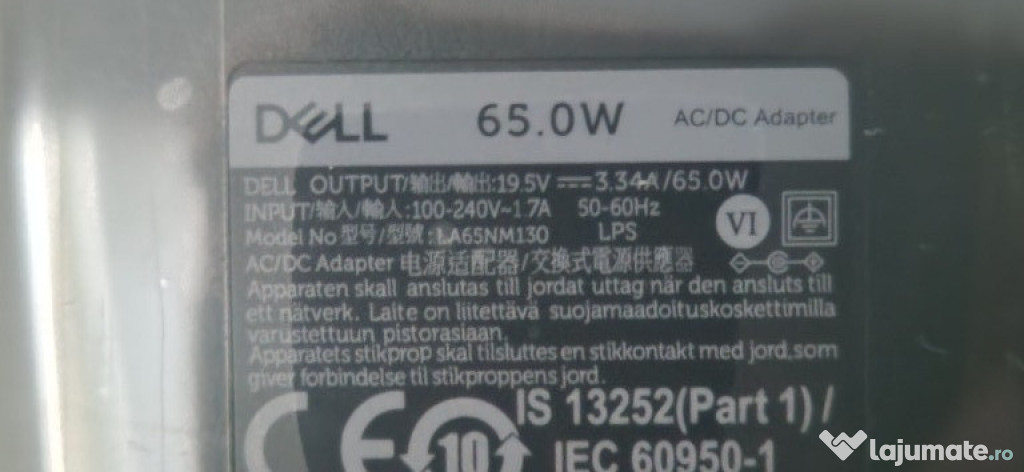 DELL 65.0W AC/DC Adapter
DELL OUTPUT/输出/輸出:19.5V⎓3.34A/65.0W
INPUT/输入/輸入:100-240V~1.7A 50-60Hz
VI
Model No 型号/型號:LA65NM130 LPS
AC/DC Adapter 电源适配器/交換式電源供應器
Apparaten skall anslutas till jordat uttag när den ansluts till
ett nätverk. Laite on liitettävä suojamaadoituskoskettimilla
varustettuun pistorasiaan.
Apparatets stikprop skal tilsluttes en stikkontakt med jord,som
giver forbindelse til stikproppens jord.
CE 10 IS 13252(Part 1) /
IEC 60950-1
lajumate.ro